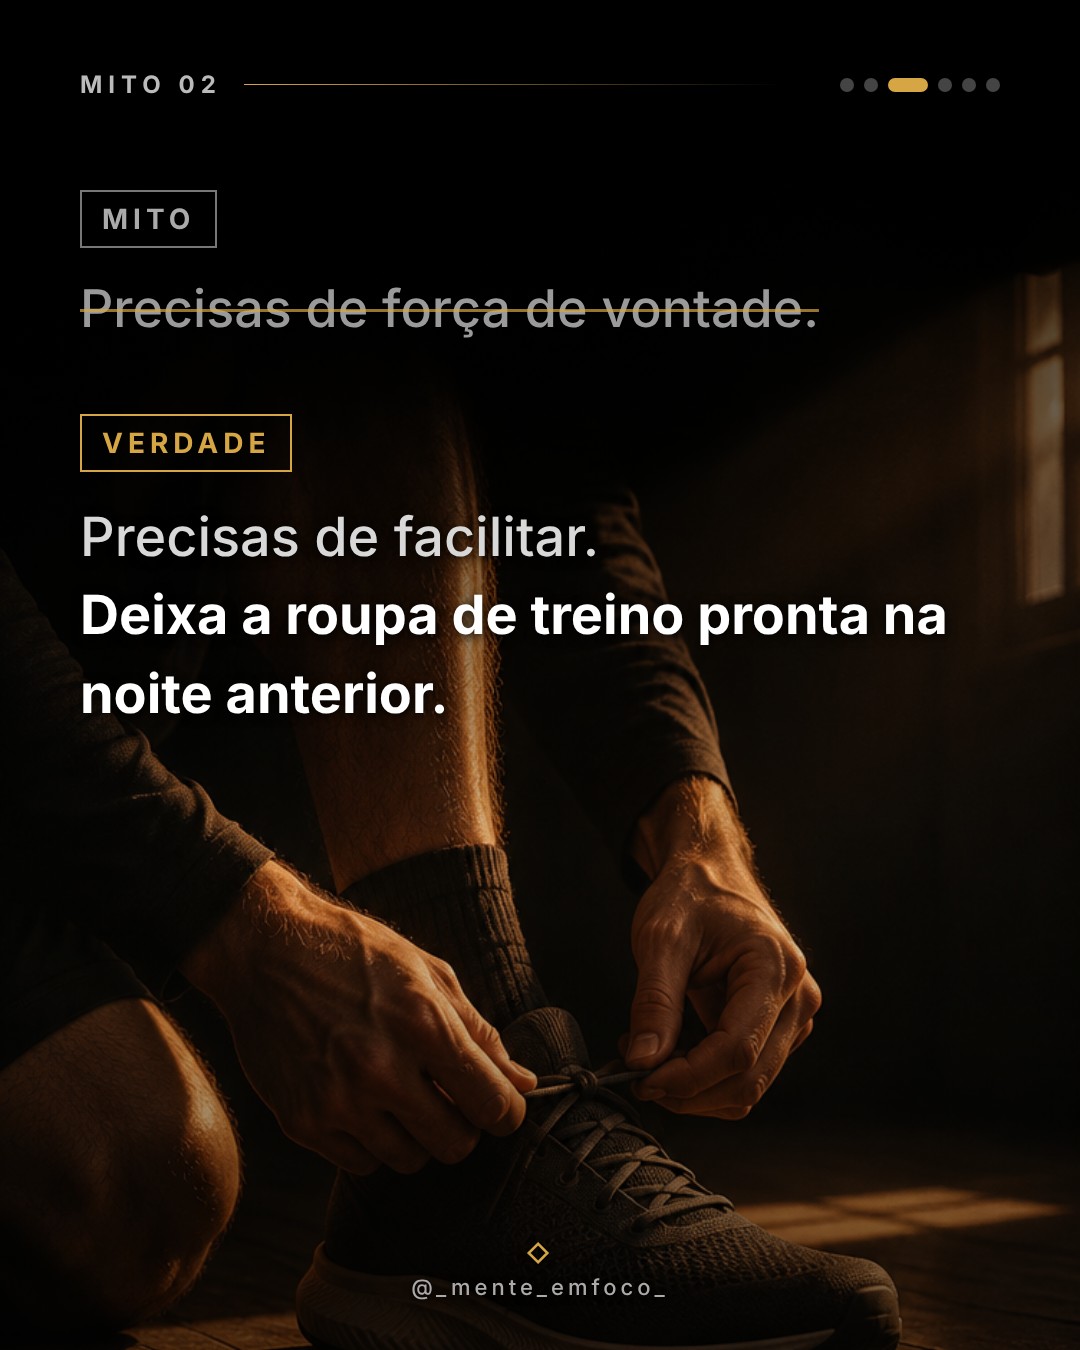 MITO 02
MITO
Precisas de força de vontade.
VERDADE
Precisas de facilitar.
Deixa a roupa de treino pronta na
noite anterior.
@_mente_emfoco_